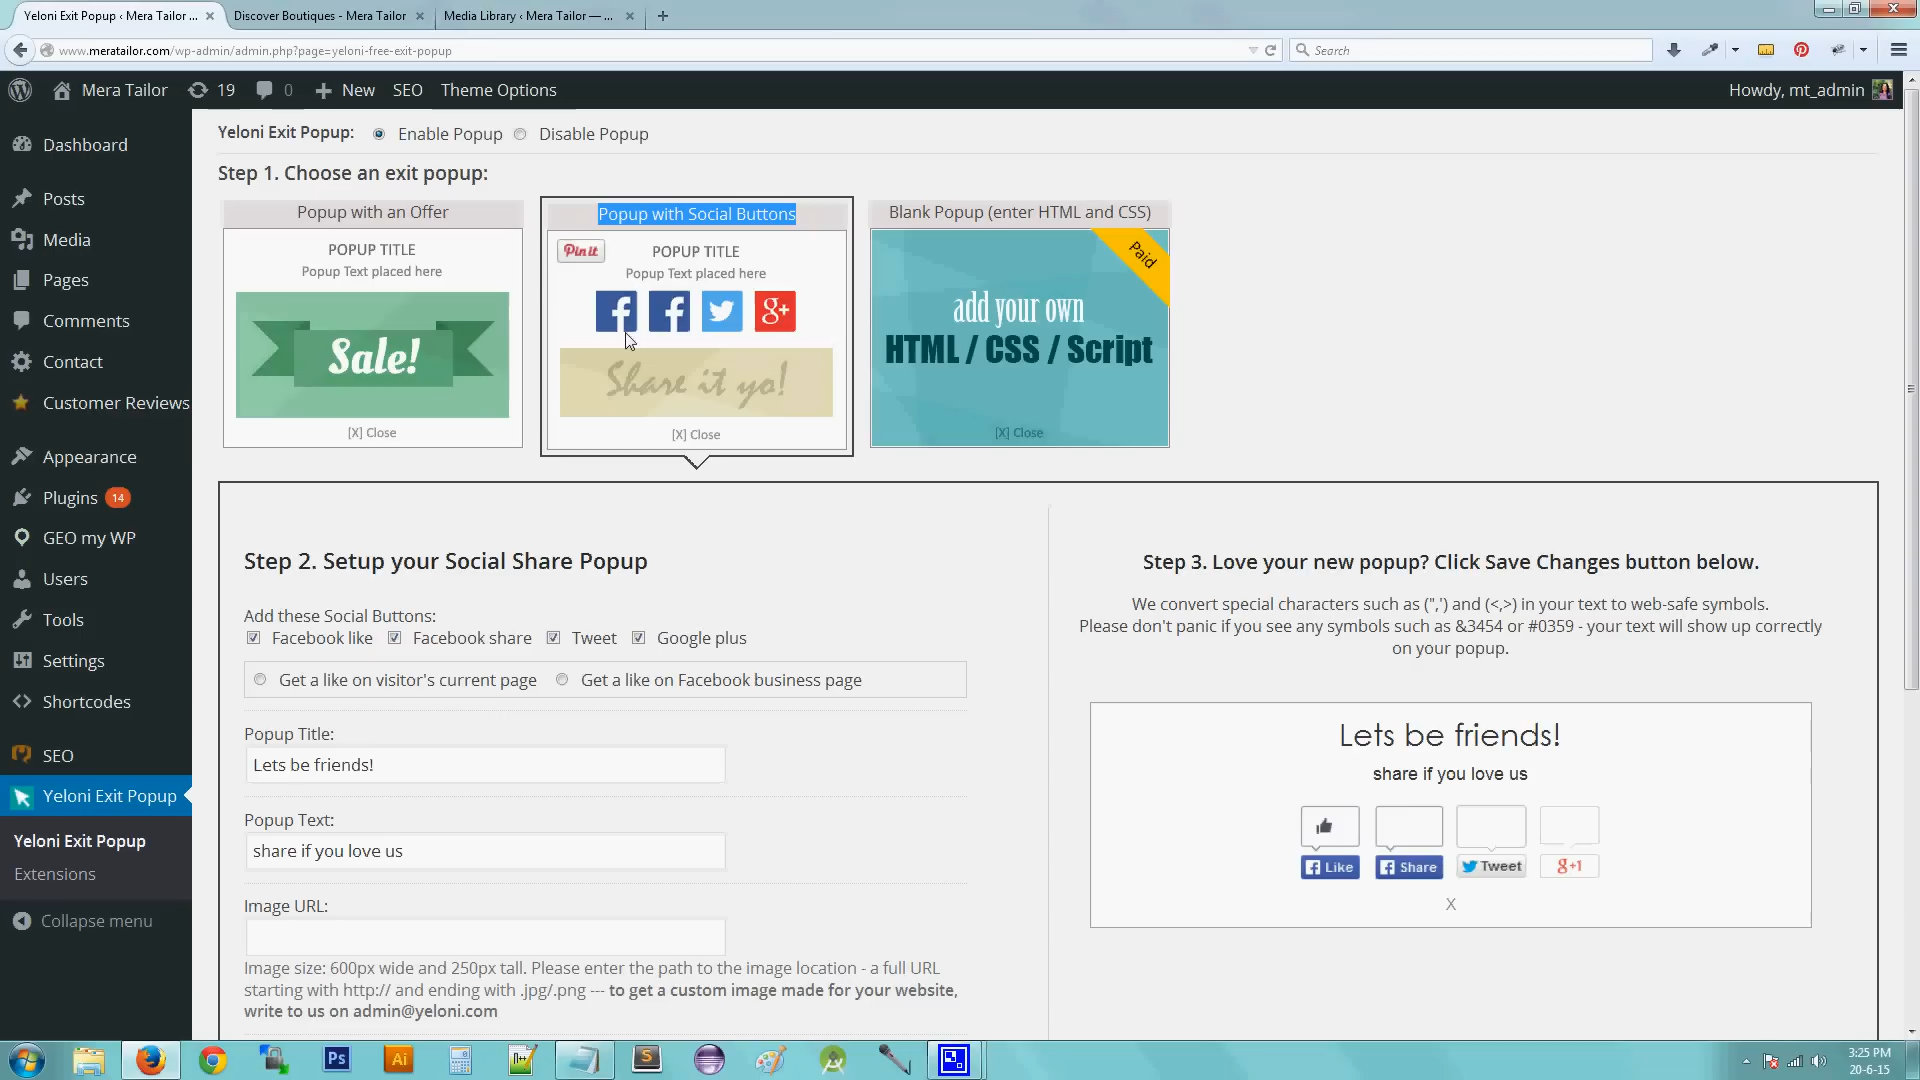 Yeloni Exit Popup ‹ Mera Tailor ...
Discover Boutiques - Mera Tailor
Media Library ‹ Mera Tailor — ...
www.meratailor.com/wp-admin/admin.php?page=yeloni-free-exit-popup
Search
Mera Tailor
19
0
New
SEO
Theme Options
Howdy, mt_admin
Dashboard
Posts
Media
Pages
Comments
Contact
Customer Reviews
Appearance
Plugins 14
GEO my WP
Users
Tools
Settings
Shortcodes
SEO
Yeloni Exit Popup
Yeloni Exit Popup
Extensions
Collapse menu
Yeloni Exit Popup: Enable Popup Disable Popup
Step 1. Choose an exit popup:
Popup with an Offer
POPUP TITLE
Popup Text placed here
Sale!
[X] Close
Popup with Social Buttons
Pin it
POPUP TITLE
Popup Text placed here
Share it yo!
[X] Close
Blank Popup (enter HTML and CSS)
Paid
add your own
HTML / CSS / Script
[X] Close
Step 2. Setup your Social Share Popup
Add these Social Buttons:
Facebook like Facebook share Tweet Google plus
Get a like on visitor's current page Get a like on Facebook business page
Popup Title:
Lets be friends!
Popup Text:
share if you love us
Image URL:
Image size: 600px wide and 250px tall. Please enter the path to the image location - a full URL
starting with http:// and ending with .jpg/.png --- to get a custom image made for your website,
write to us on admin@yeloni.com
Step 3. Love your new popup? Click Save Changes button below.
We convert special characters such as (",') and (<,>) in your text to web-safe symbols.
Please don't panic if you see any symbols such as &3454 or #0359 - your text will show up correctly
on your popup.
Lets be friends!
share if you love us
Like
Share
Tweet
g+1
X
3:25 PM
20-6-15